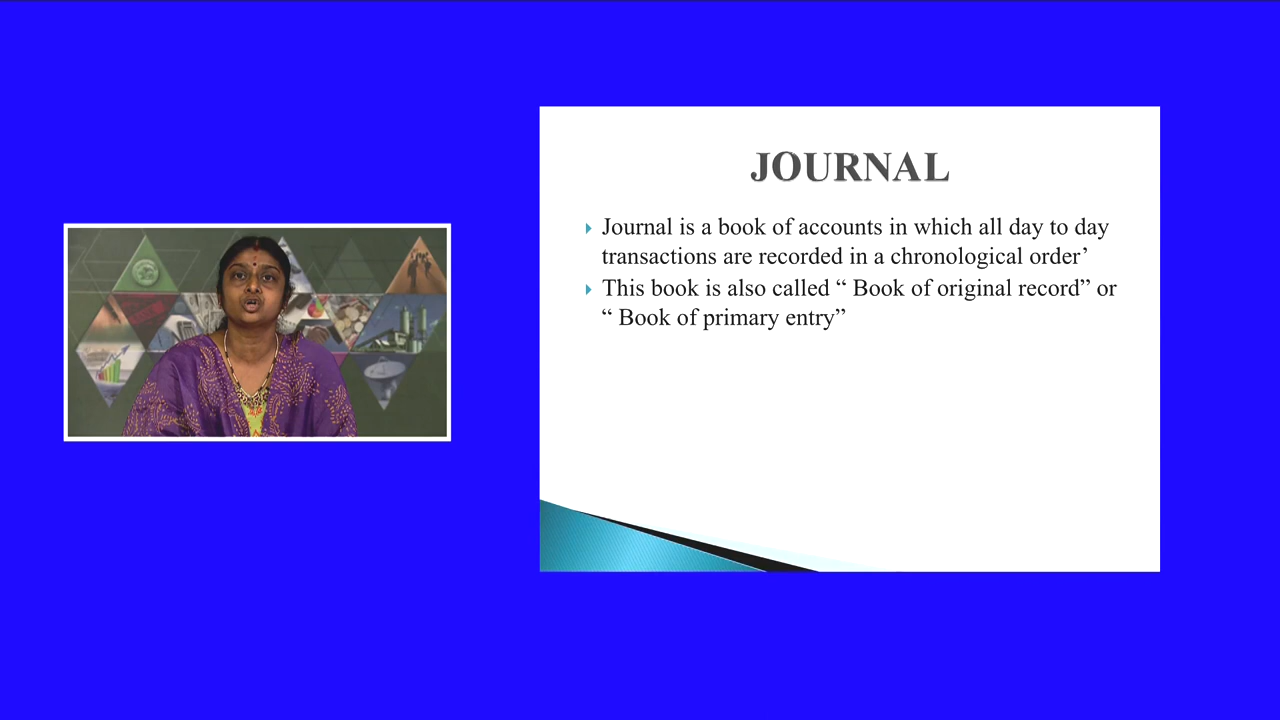 JOURNAL
Journal is a book of accounts in which all day to day
transactions are recorded in a chronological order’
This book is also called “ Book of original record” or
“ Book of primary entry”